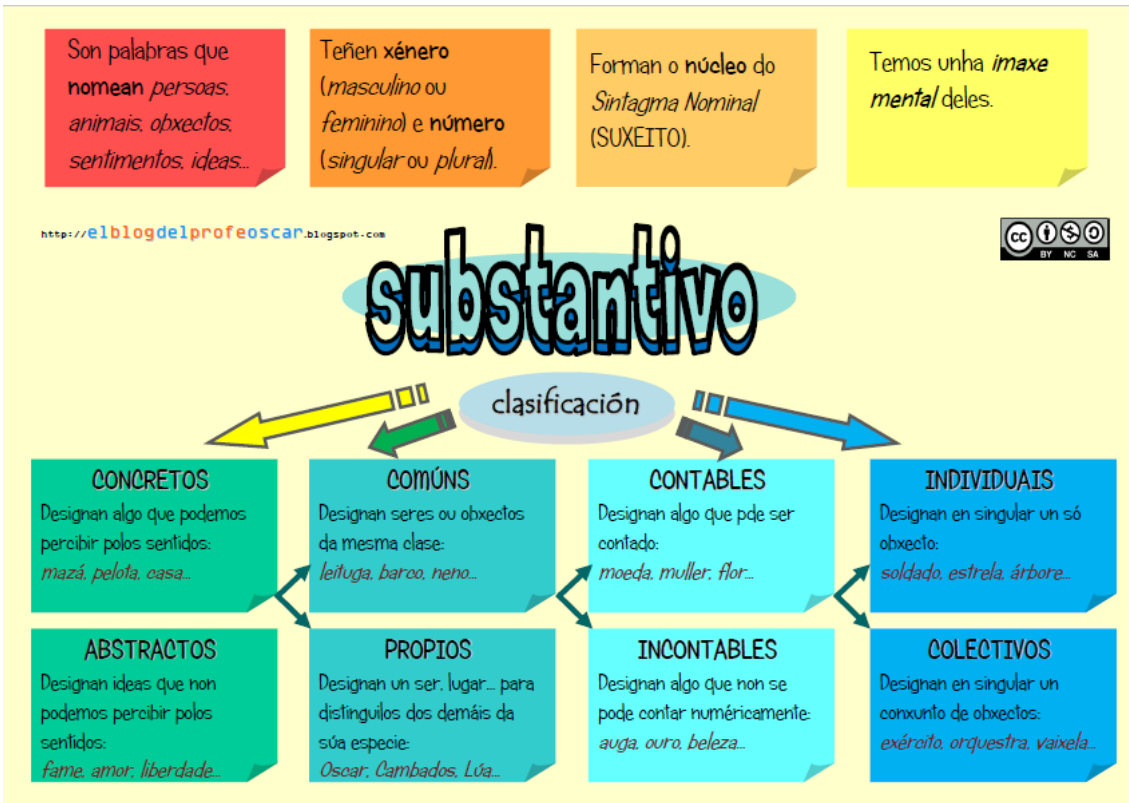 Son palabras que
nomean persoas,
animais, obxectos,
sentimentos, ideas...
Teñen xénero
(masculino ou
feminino) e número
(singular ou plural).
Forman o núcleo do
Sintagma Nominal
(SUXEITO).
Temos unha imaxe
mental deles.
http://elblogdelprofeoscar.blogspot.com
cc BY NC SA
substantivo
clasificación
CONCRETOS
Designan algo que podemos
percibir polos sentidos:
mazá, pelota, casa...
COMÚNS
Designan seres ou obxectos
da mesma clase:
leituga, barco, neno...
CONTABLES
Designan algo que pde ser
contado:
moeda, muller, flor...
INDIVIDUAIS
Designan en singular un só
obxecto:
soldado, estrela, árbore...
ABSTRACTOS
Designan ideas que non
podemos percibir polos
sentidos:
fame, amor, liberdade...
PROPIOS
Designan un ser, lugar... para
distinguilos dos demáis da
súa especie:
Oscar, Cambados, Lúa...
INCONTABLES
Designan algo que non se
pode contar numéricamente:
auga, ouro, beleza...
COLECTIVOS
Designan en singular un
conxunto de obxectos:
exército, orquestra, vaixela...